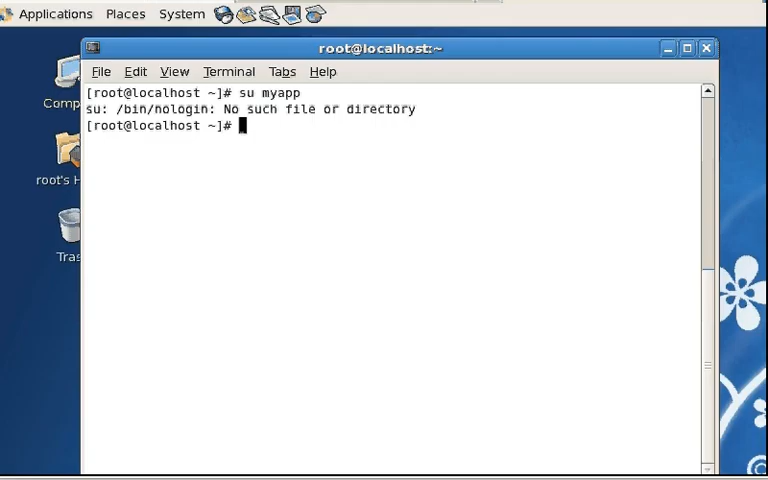 Applications Places System
root@localhost:~
File Edit View Terminal Tabs Help
[root@localhost ~]# su myapp
su: /bin/nologin: No such file or directory
[root@localhost ~]#
Comp
root's H
Tras